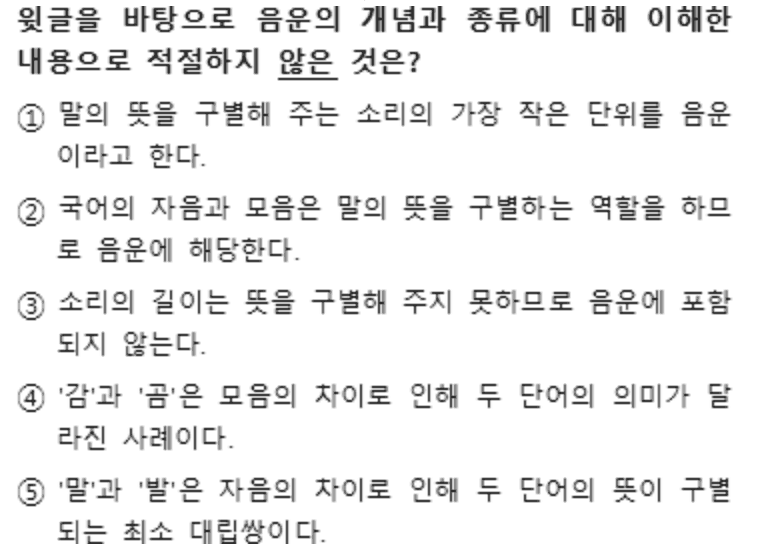 윗글을 바탕으로 음운의 개념과 종류에 대해 이해한
내용으로 적절하지 않은 것은?
① 말의 뜻을 구별해 주는 소리의 가장 작은 단위를 음운
이라고 한다.
② 국어의 자음과 모음은 말의 뜻을 구별하는 역할을 하므
로 음운에 해당한다.
③ 소리의 길이는 뜻을 구별해 주지 못하므로 음운에 포함
되지 않는다.
④ '감'과 '곰'은 모음의 차이로 인해 두 단어의 의미가 달
라진 사례이다.
⑤ '말'과 '발'은 자음의 차이로 인해 두 단어의 뜻이 구별
되는 최소 대립쌍이다.